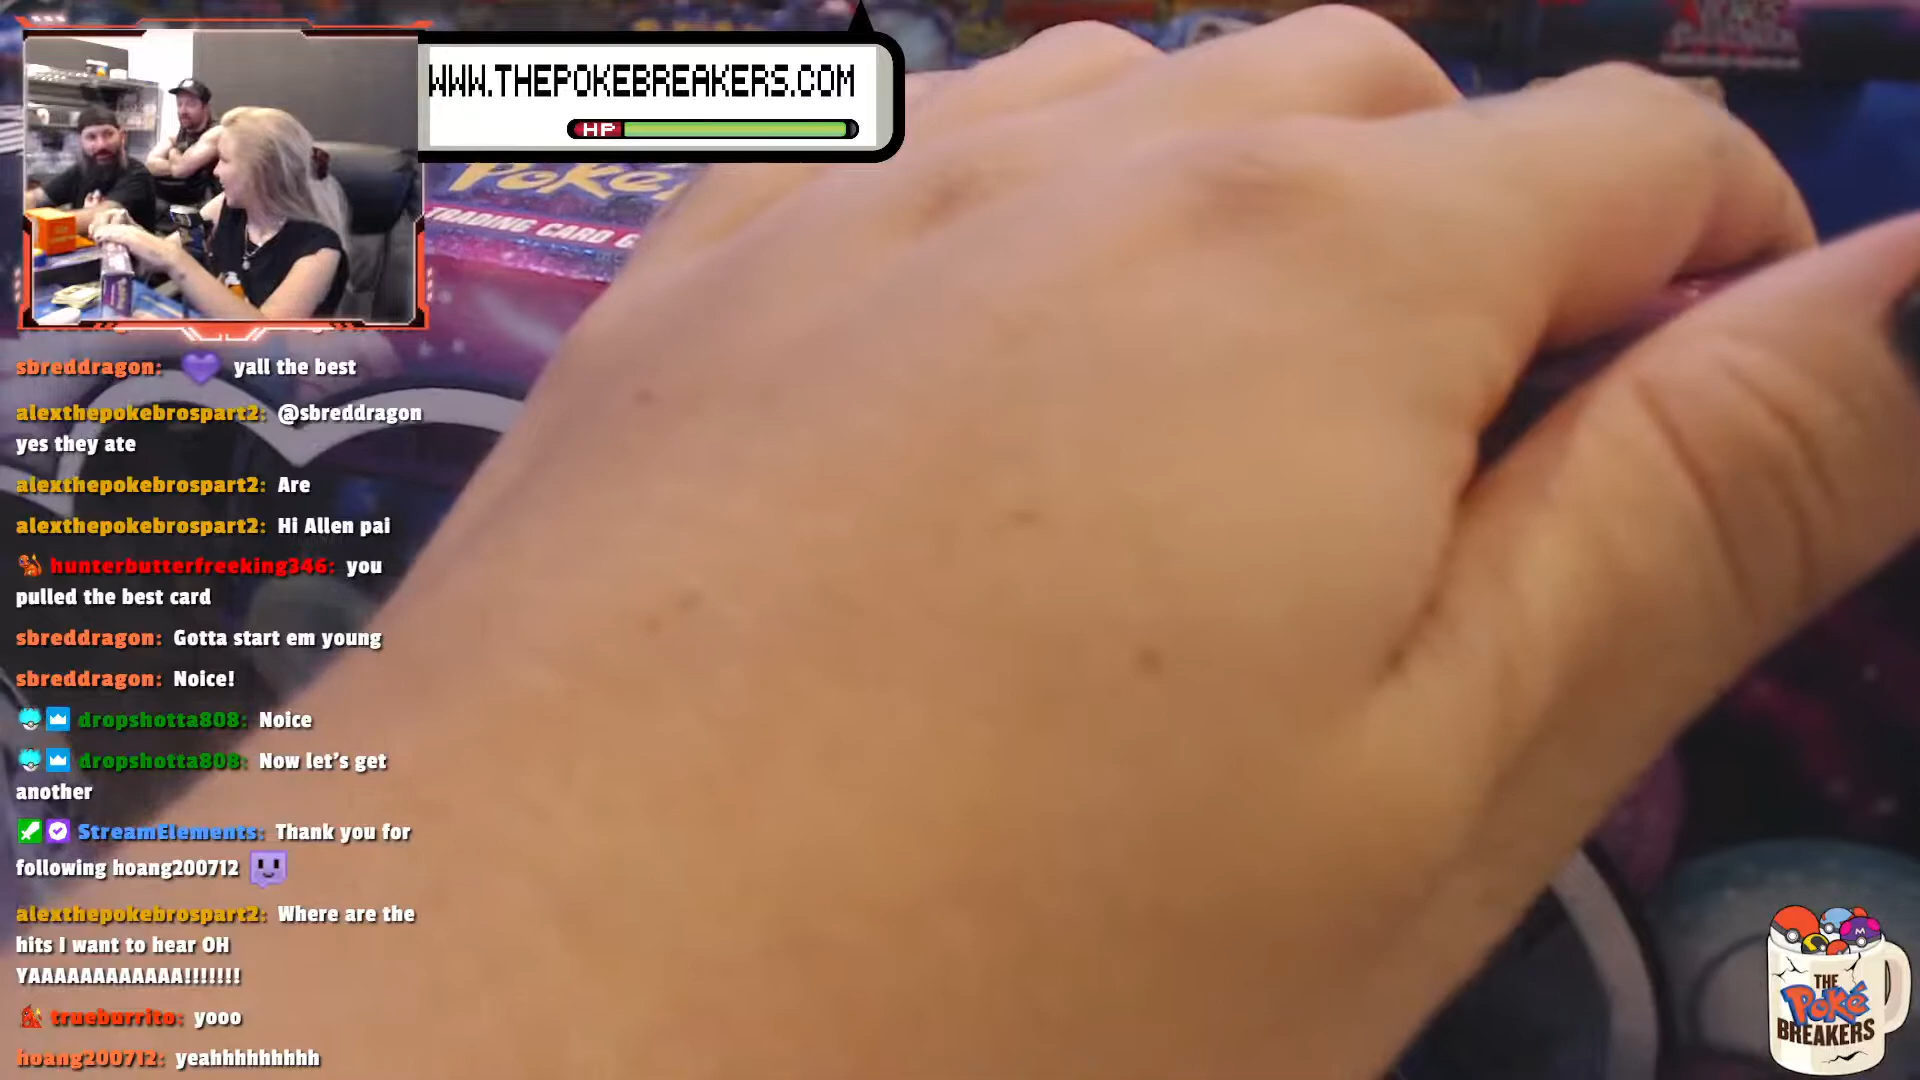 WWW.THEPOKEBREAKERS.COM
HP
TRADING CARD G
sbreddragon: yall the best
alexthepokebrospart2: @sbreddragon
yes they ate
alexthepokebrospart2: Are
alexthepokebrospart2: Hi Allen pai
hunterbutterfreeking346: you
pulled the best card
sbreddragon: Gotta start em young
sbreddragon: Noice!
dropshotta808: Noice
dropshotta808: Now let's get
another
StreamElements: Thank you for
following hoang200712
alexthepokebrospart2: Where are the
hits I want to hear OH
YAAAAAAAAAAAA!!!!!!!
trueburrito: yooo
hoang200712: yeahhhhhhhhh
THE
Poké
BREAKERS